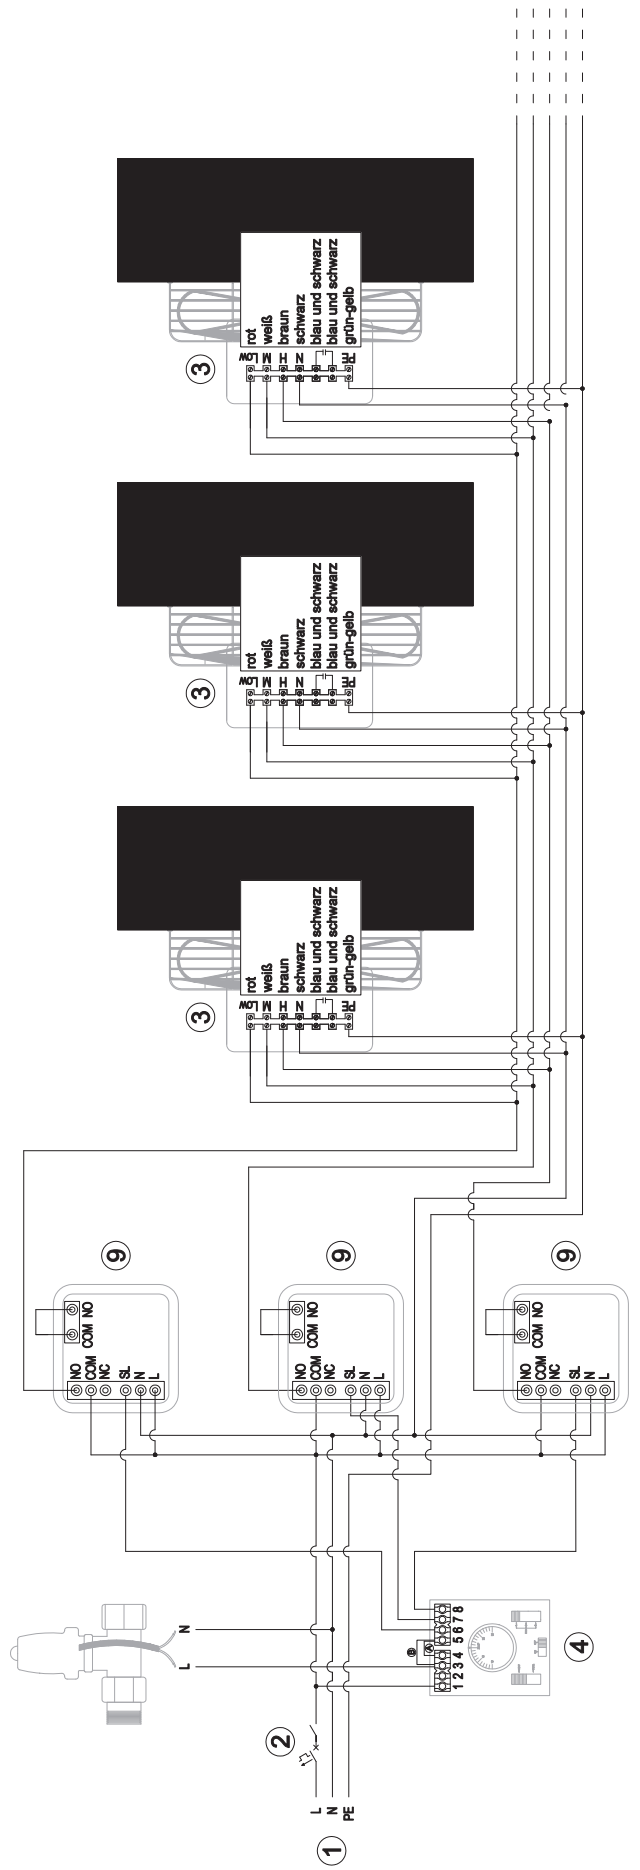 3
Low
M
H
N
PE
rot
weiß
braun
schwarz
blau und schwarz
blau und schwarz
grün-gelb
3
Low
M
H
N
PE
rot
weiß
braun
schwarz
blau und schwarz
blau und schwarz
grün-gelb
3
Low
M
H
N
PE
rot
weiß
braun
schwarz
blau und schwarz
blau und schwarz
grün-gelb
9
COM NO
NO
COM
NC
SL
N
L
9
COM NO
NO
COM
NC
SL
N
L
9
COM NO
NO
COM
NC
SL
N
L
L N
2
L
N
PE
1
B
A
1 2 3 4 5 6 7 8
4